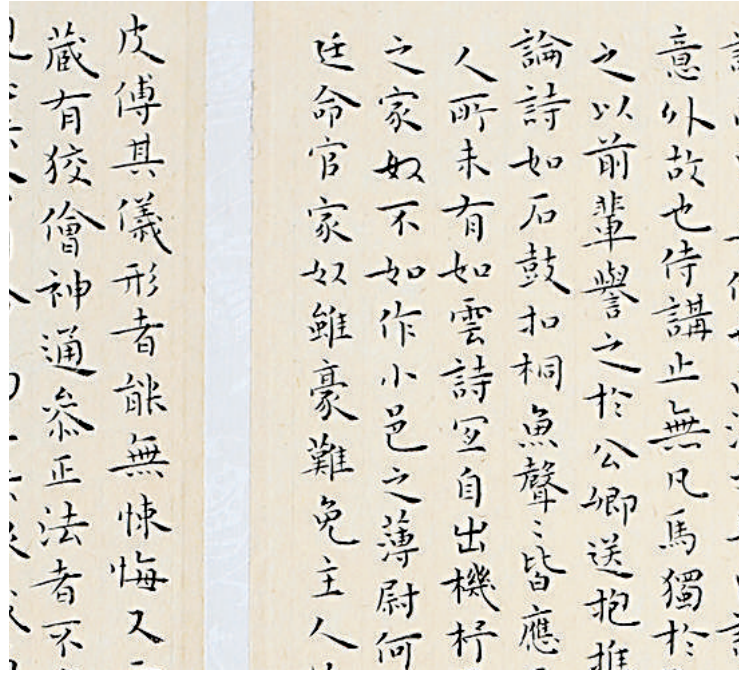 意外故也侍講止無凡馬獨於
之以前輩譽之於公卿送抱推
論詩如石鼓扣桐魚聲〻皆應
人所未有如雲詩宜自出機杼
之家奴不如作小邑之薄尉何
廷命官家奴雖豪難免主人
皮傅其儀形者能無悚悔又
蔵有狡儈神通叅正法者不